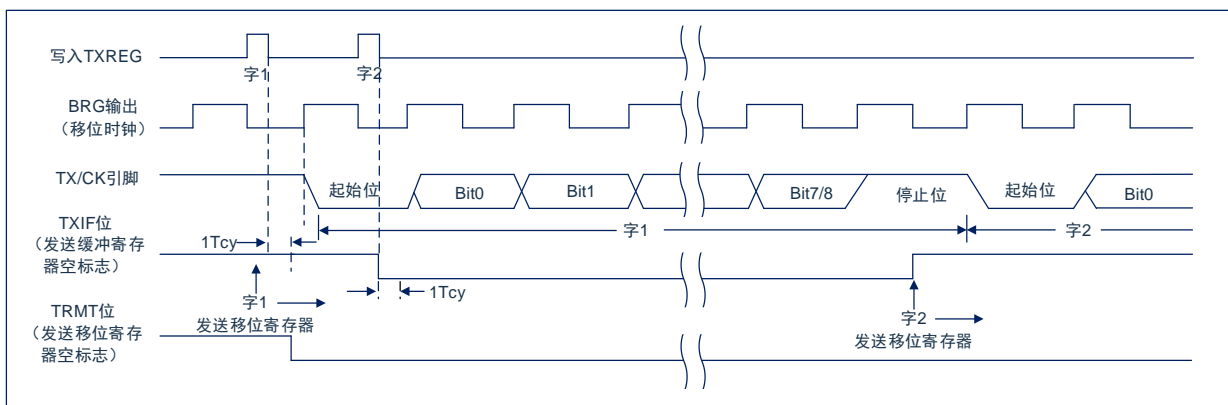 写入TXREG
字1
字2
BRG输出
（移位时钟）
TX/CK引脚
起始位
Bit0
Bit1
Bit7/8
停止位
起始位
Bit0
TXIF位
（发送缓冲寄存
器空标志）
1Tcy
字1
字2
1Tcy
字1
发送移位寄存器
字2
发送移位寄存器
TRMT位
（发送移位寄存
器空标志）